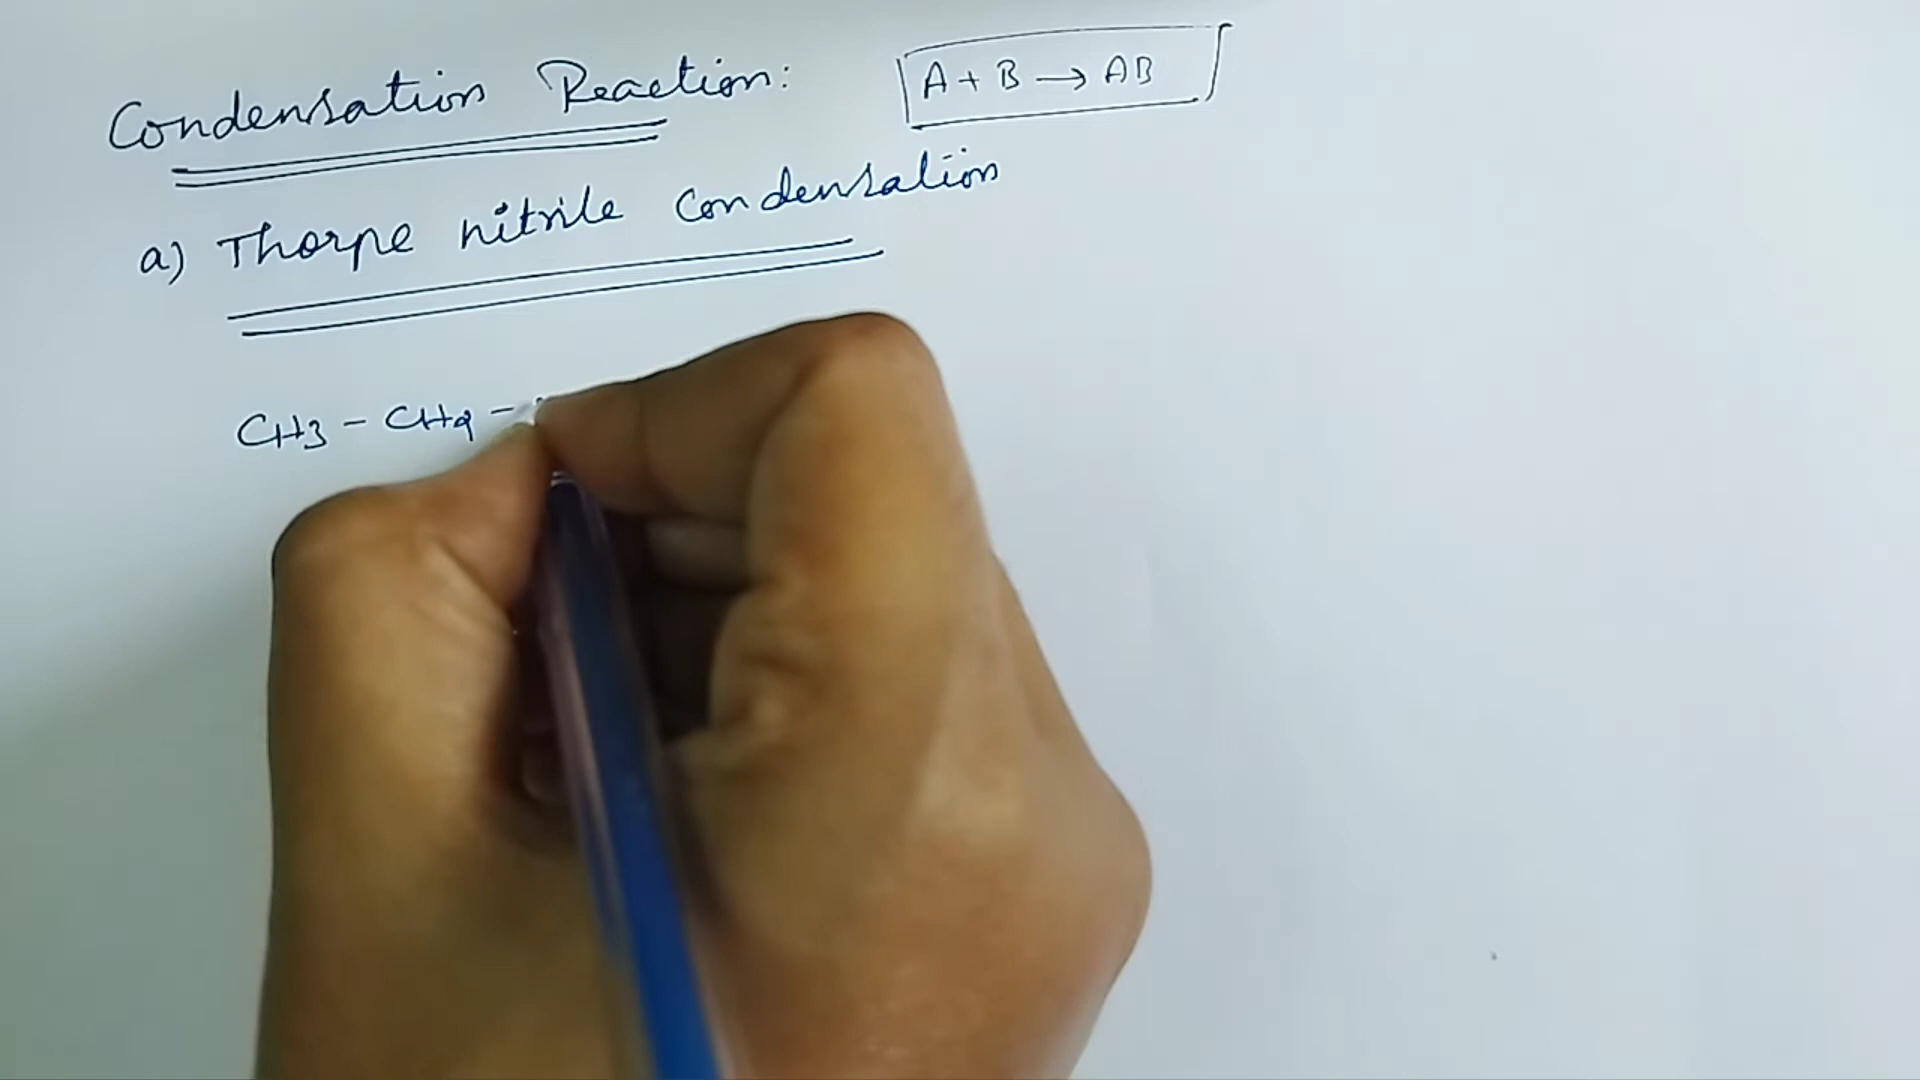 Condensation Reaction:
A + B → AB
a) Thorpe nitrile Condensation
CH3 - CH2 -